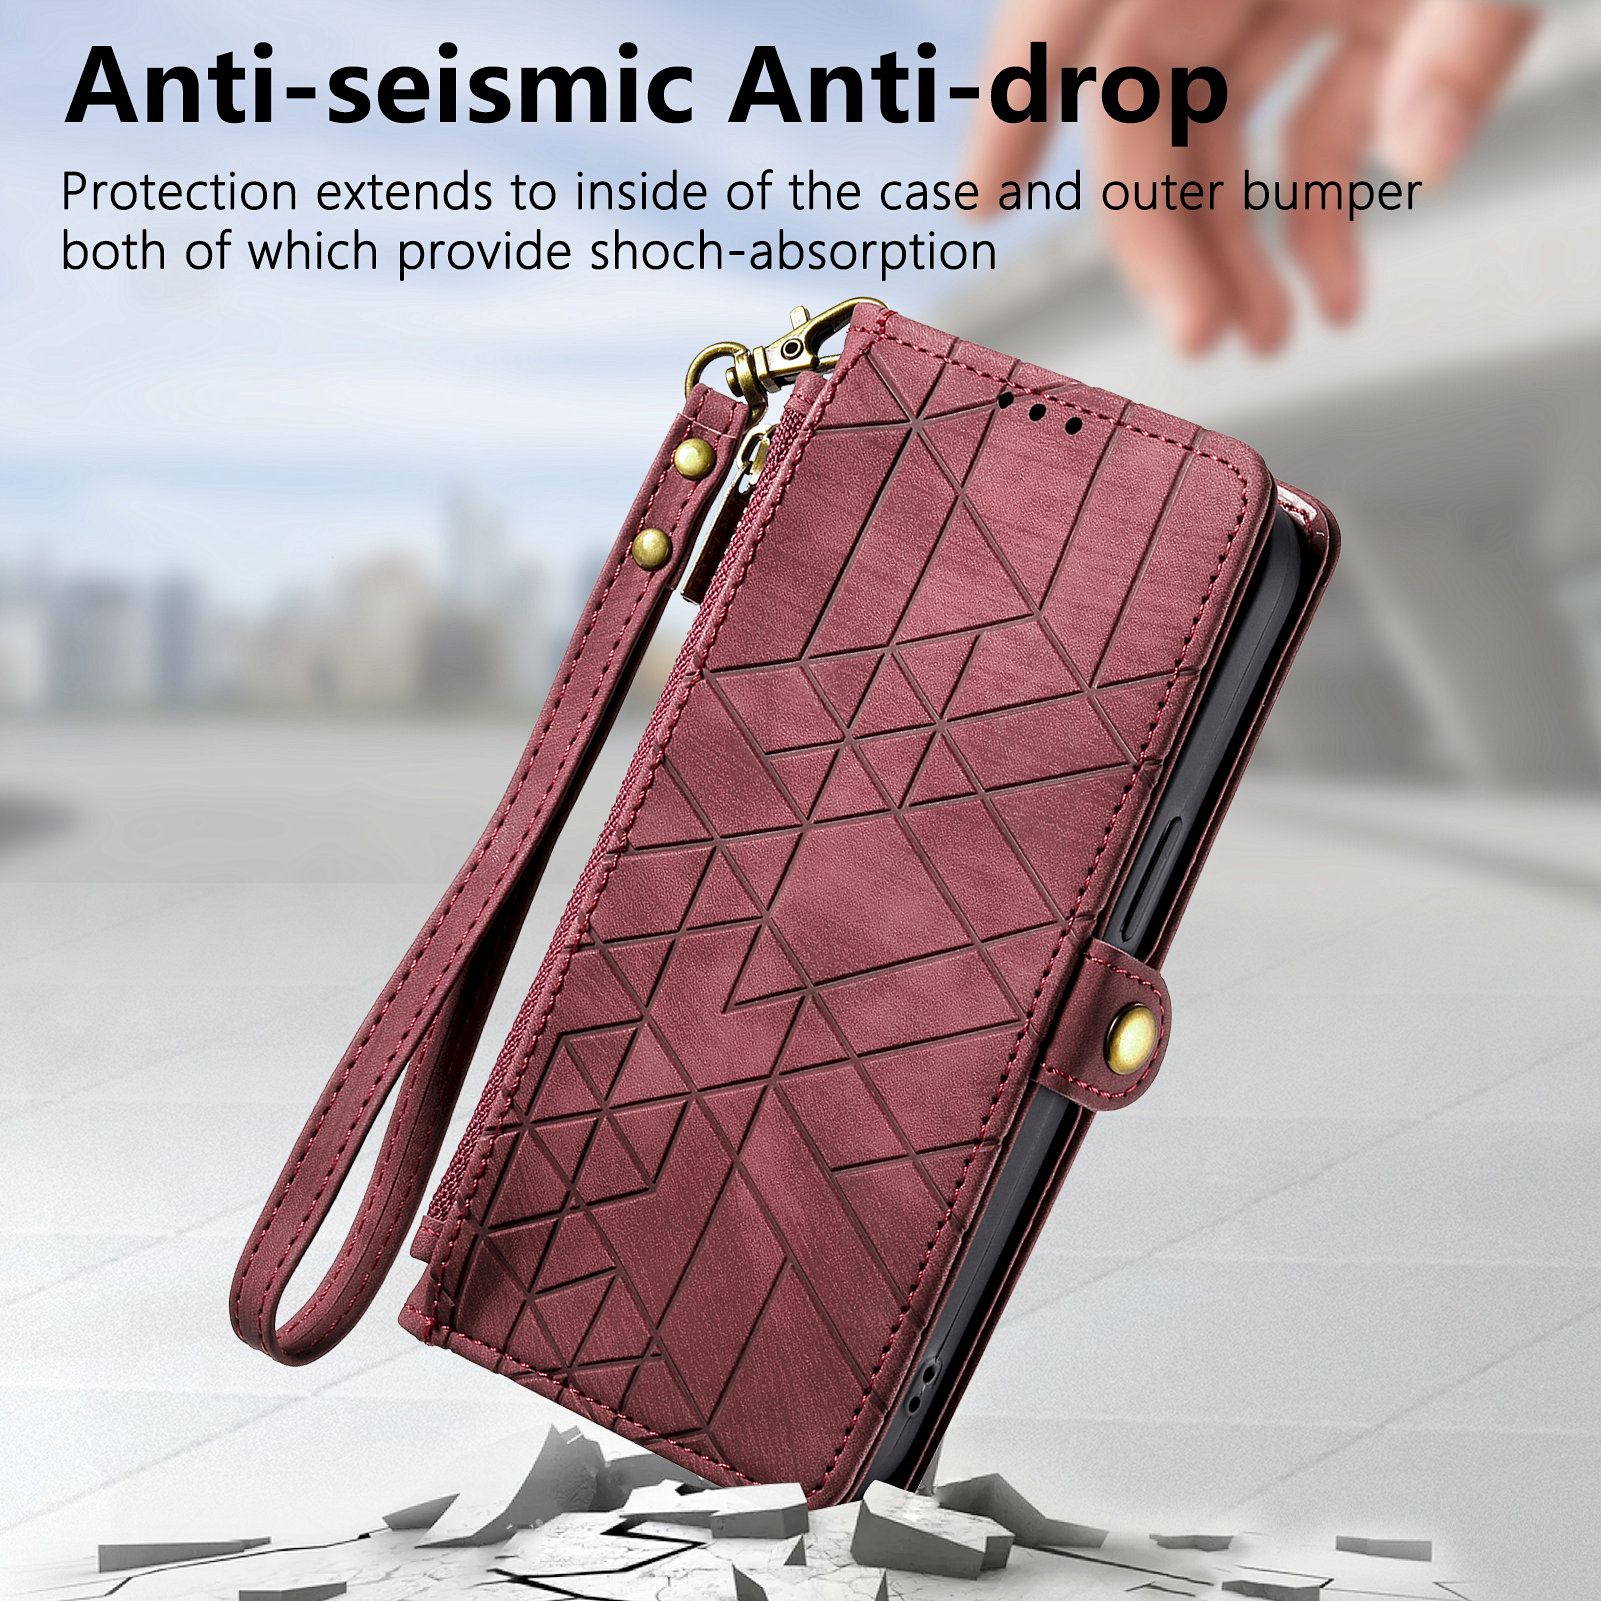 Anti-seismic Anti-drop
Protection extends to inside of the case and outer bumper
both of which provide shoch-absorption